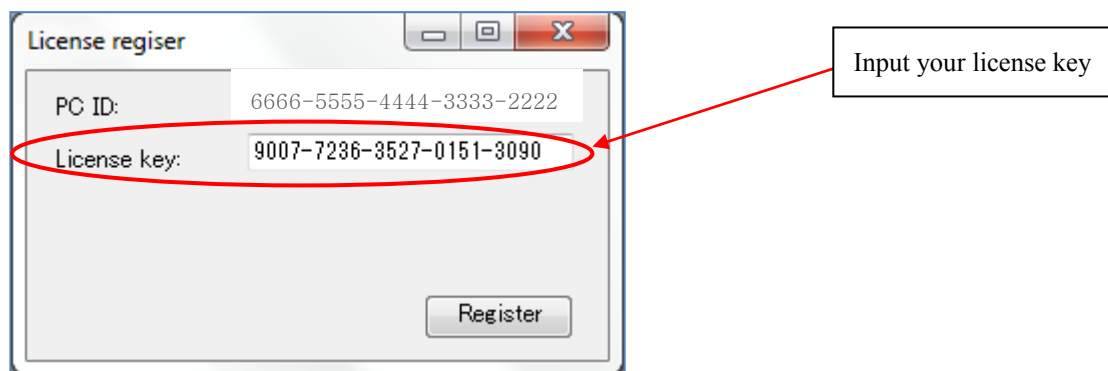 License regiser
Input your license key
PC ID:
6666-5555-4444-3333-2222
License key:
9007-7236-3527-0151-3090
Register